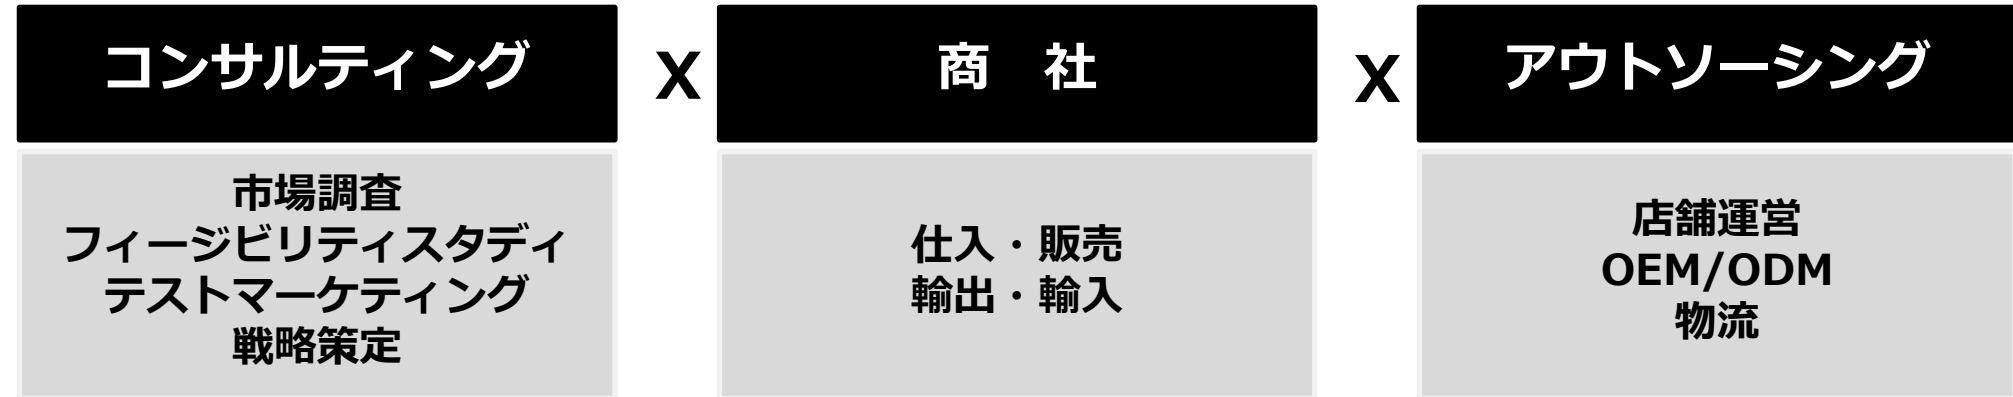 コンサルティング
X
商　社
X
アウトソーシング
市場調査
フィージビリティスタディ
テストマーケティング
戦略策定
仕入・販売
輸出・輸入
店舗運営
OEM/ODM
物流